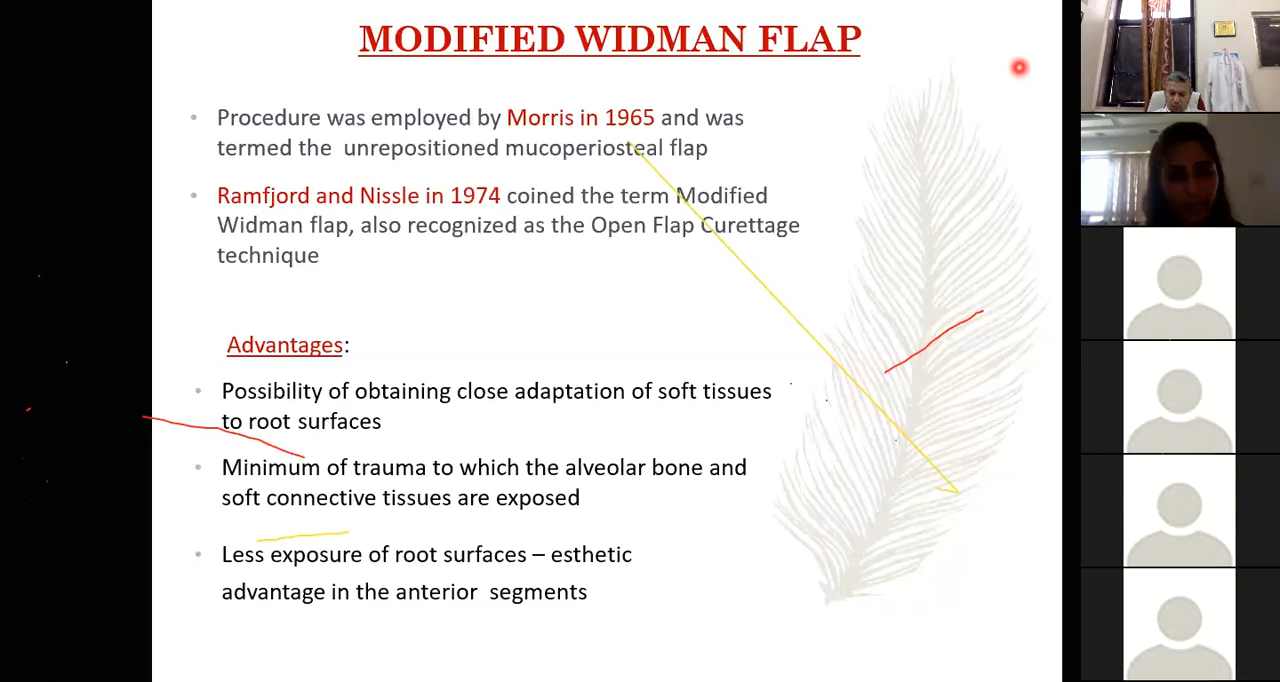 MODIFIED WIDMAN FLAP
• Procedure was employed by Morris in 1965 and was
termed the unrepositioned mucoperiosteal flap
• Ramfjord and Nissle in 1974 coined the term Modified
Widman flap, also recognized as the Open Flap Curettage
technique
Advantages:
• Possibility of obtaining close adaptation of soft tissues
to root surfaces
• Minimum of trauma to which the alveolar bone and
soft connective tissues are exposed
• Less exposure of root surfaces – esthetic
advantage in the anterior segments